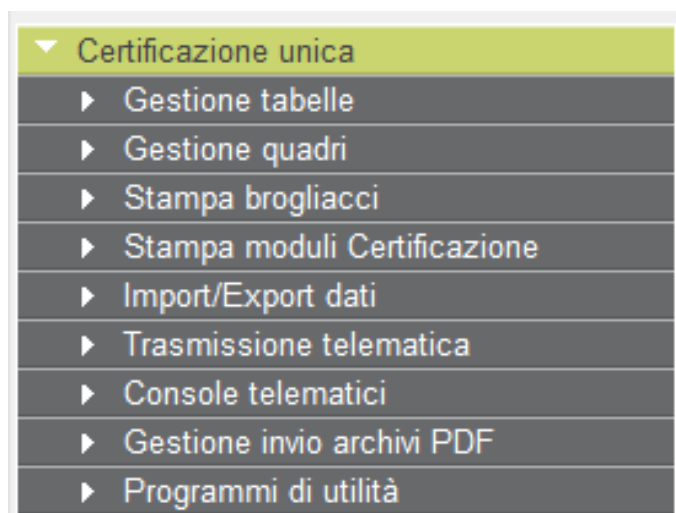 Certificazione unica
Gestione tabelle
Gestione quadri
Stampa brogliacci
Stampa moduli Certificazione
Import/Export dati
Trasmissione telematica
Console telematici
Gestione invio archivi PDF
Programmi di utilità